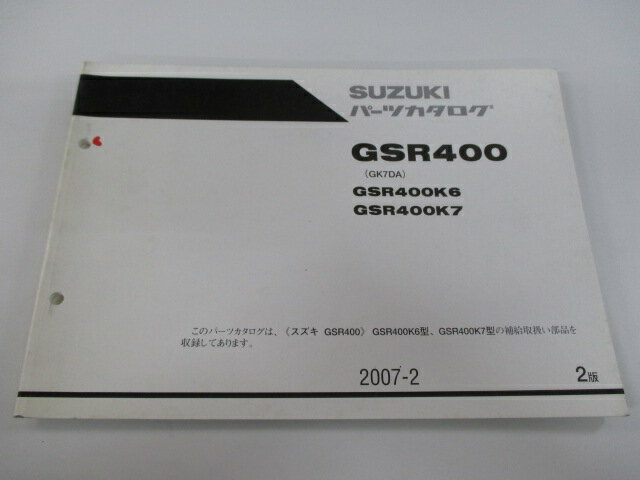 SUZUKI
パーツカタログ
GSR400
(GK7DA)
GSR400K6
GSR400K7
このパーツカタログは、《スズキ GSR400》 GSR400K6型、GSR400K7型の補給取扱い部品を
収録してあります。
2007-2
2版